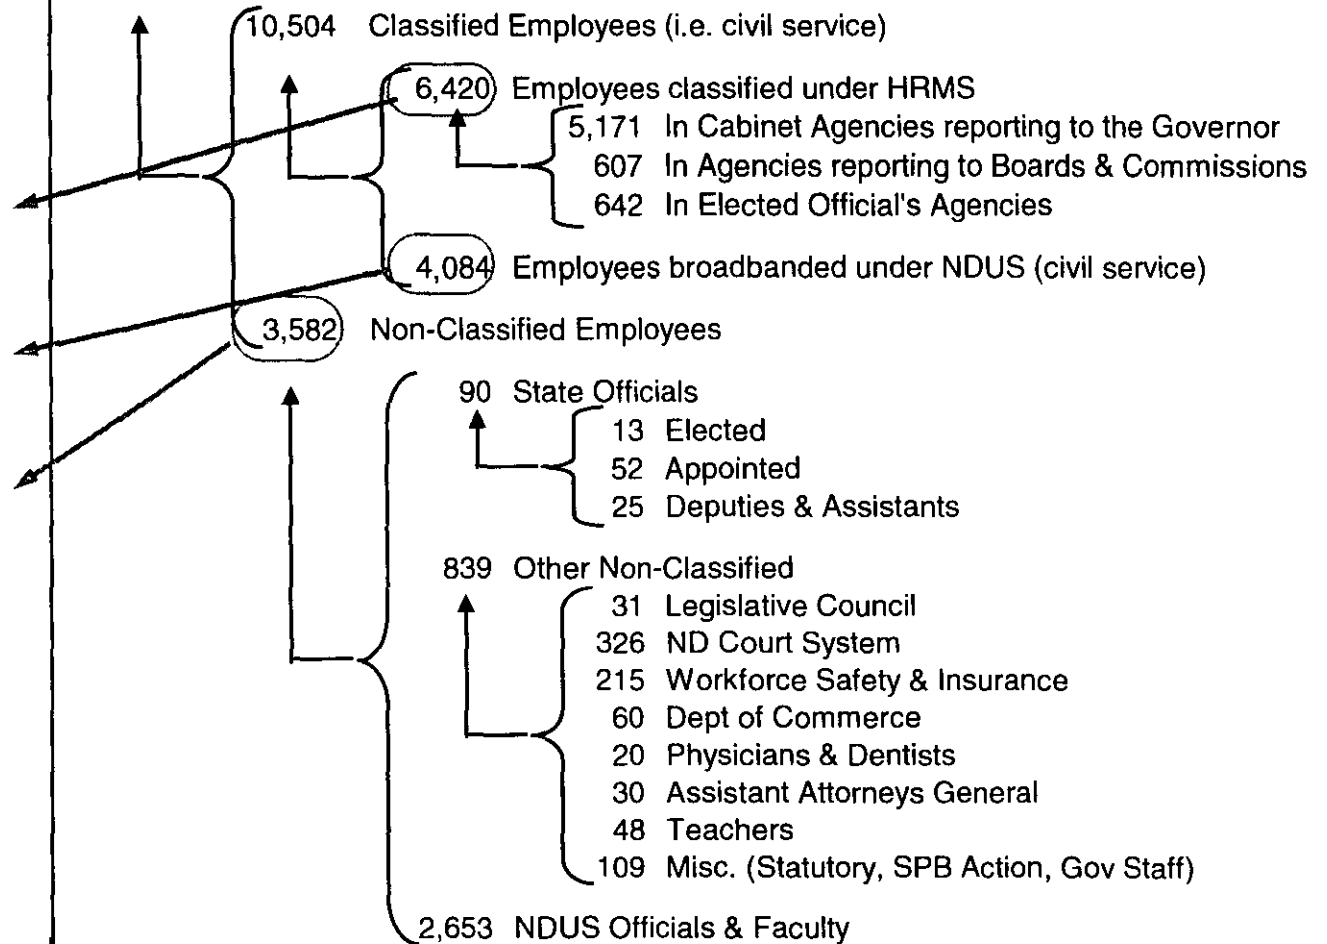 10,504 Classified Employees (i.e. civil service)
6,420 Employees classified under HRMS
5,171 In Cabinet Agencies reporting to the Governor
607 In Agencies reporting to Boards & Commissions
642 In Elected Official's Agencies
4,084 Employees broadbanded under NDUS (civil service)
3,582 Non-Classified Employees
90 State Officials
13 Elected
52 Appointed
25 Deputies & Assistants
839 Other Non-Classified
31 Legislative Council
326 ND Court System
215 Workforce Safety & Insurance
60 Dept of Commerce
20 Physicians & Dentists
30 Assistant Attorneys General
48 Teachers
109 Misc. (Statutory, SPB Action, Gov Staff)
2,653 NDUS Officials & Faculty